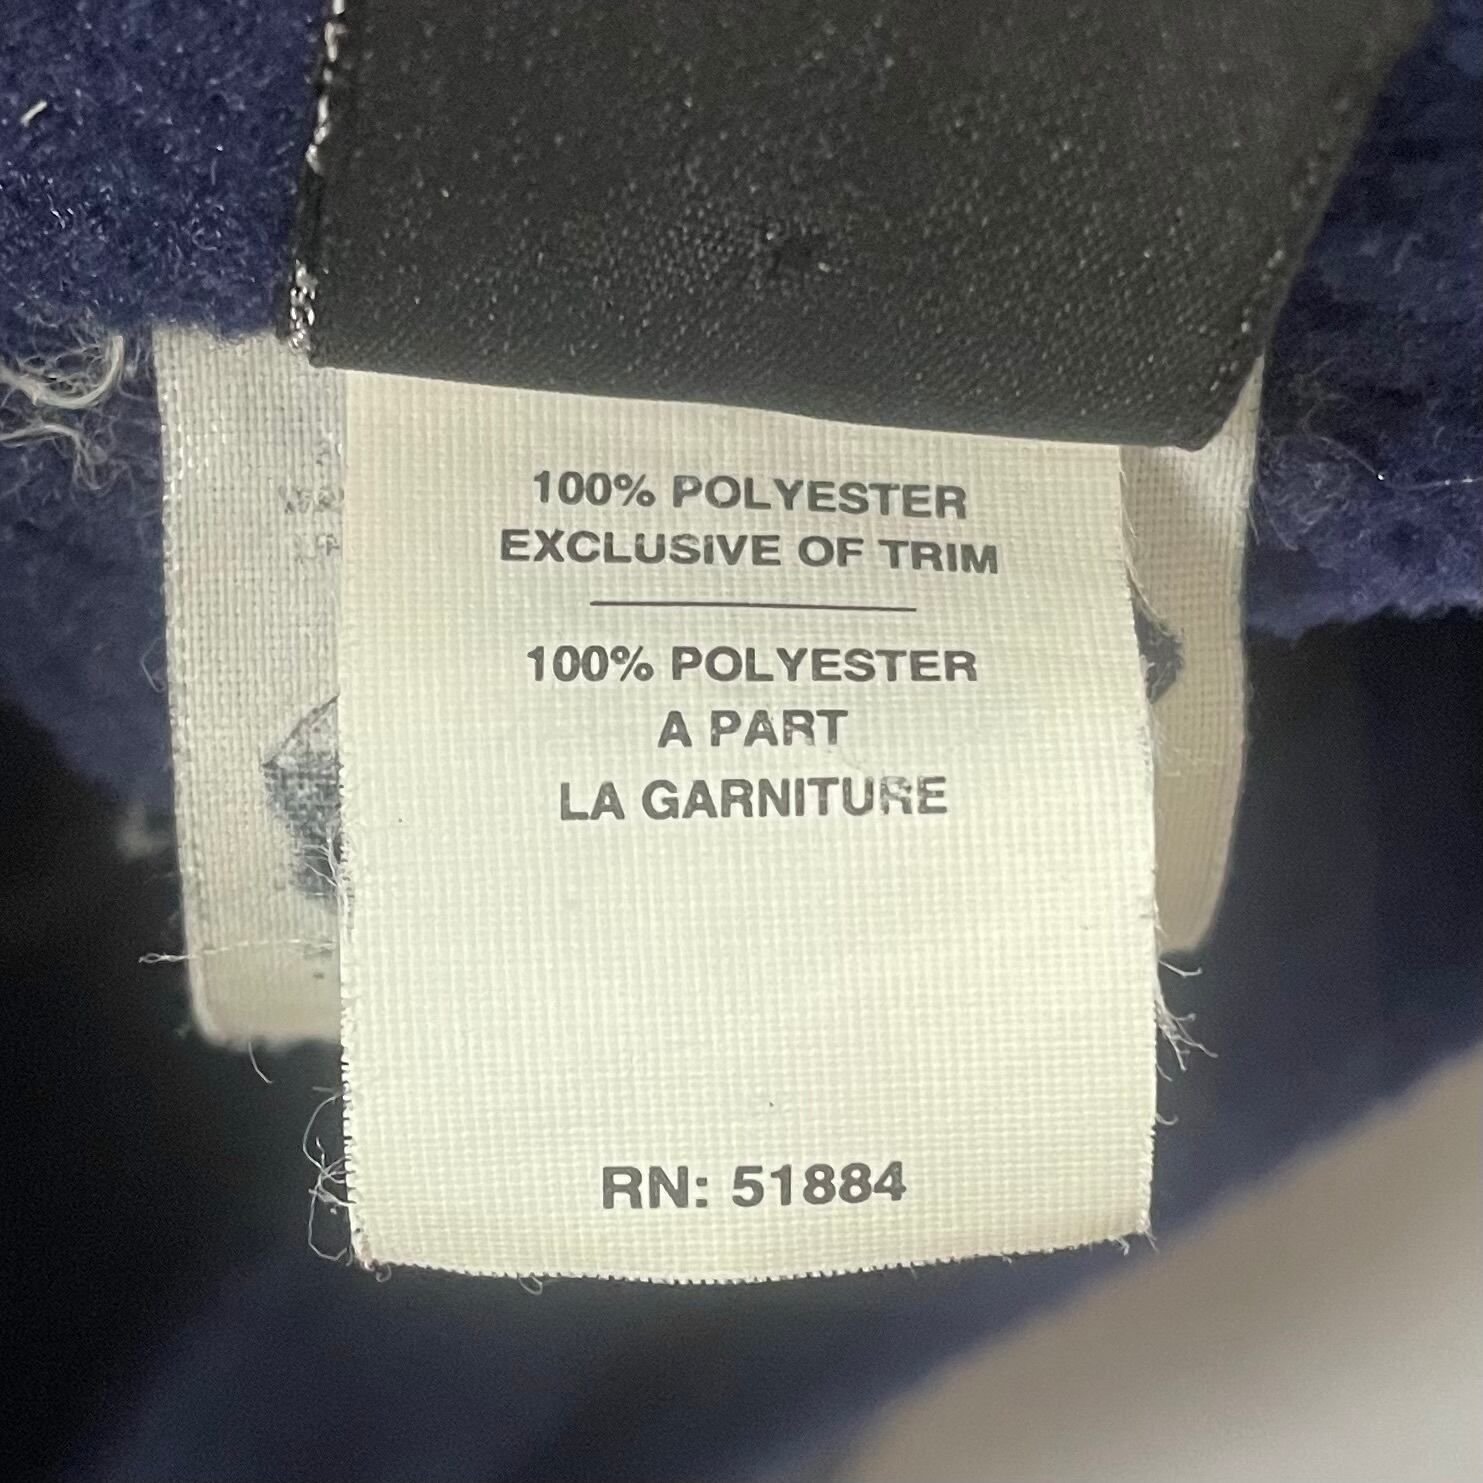 100% POLYESTER
EXCLUSIVE OF TRIM
100% POLYESTER
A PART
LA GARNITURE
RN: 51884